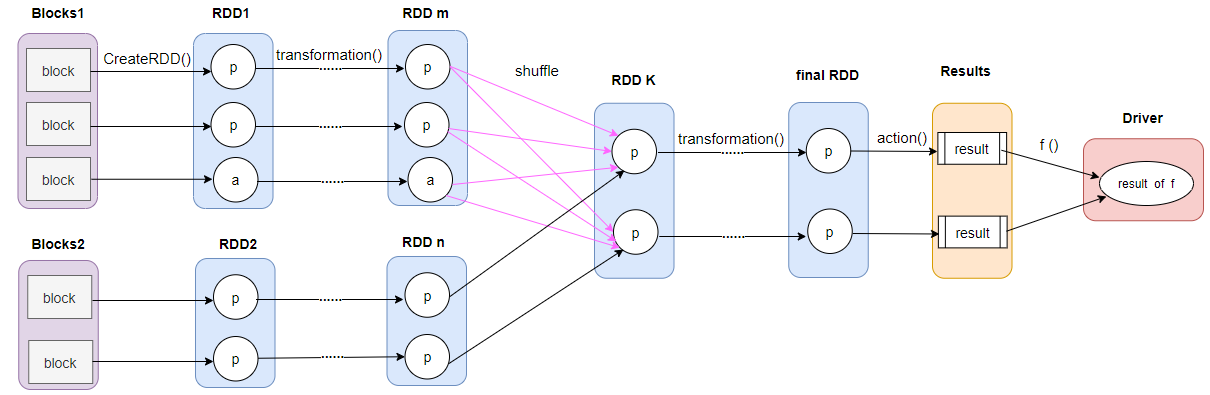 Blocks1
RDD1
RDD m
block
CreateRDD()
p
transformation()
......
p
shuffle
block
p
......
p
block
a
......
a
RDD K
p
transformation()
......
p
final RDD
p
action()
p
Results
result
result
f ()
Driver
result of f
Blocks2
RDD2
RDD n
block
p
......
p
block
p
......
p